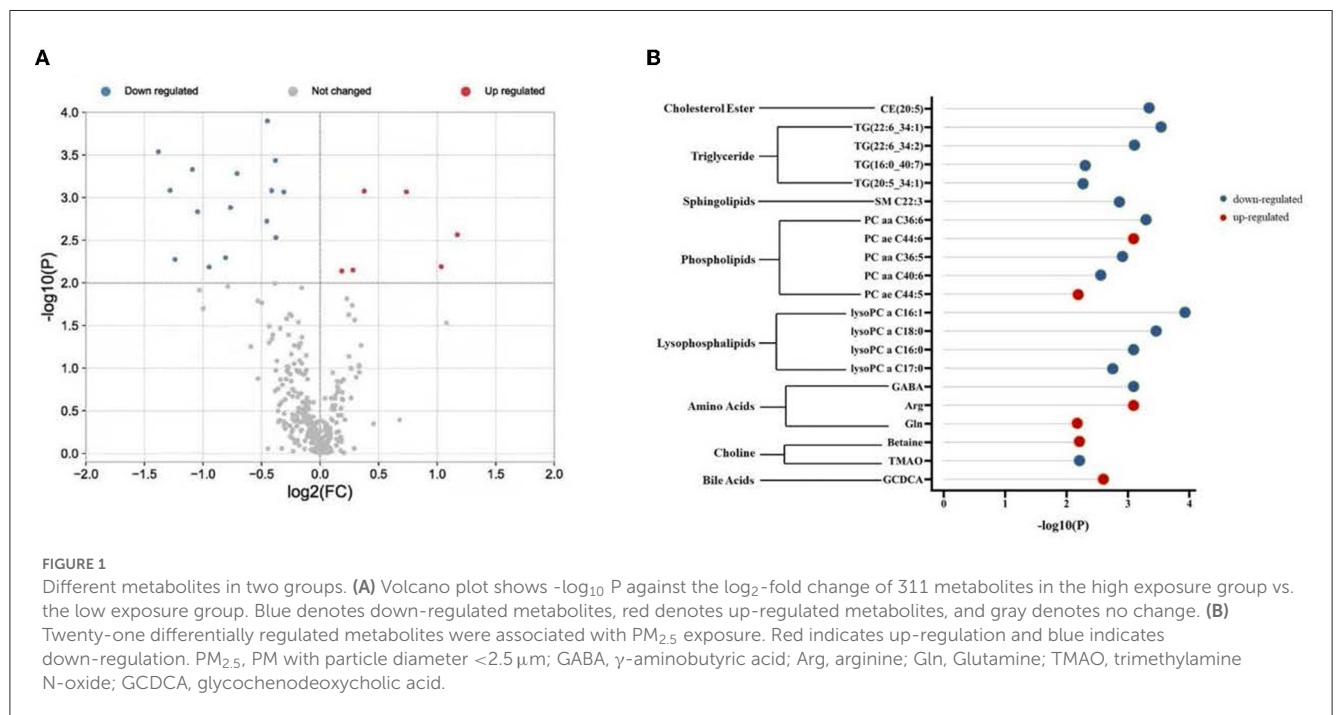 A
B
Down regulated
Not changed
Up regulated
4.0
3.5
3.0
2.5
2.0
1.5
1.0
0.5
0.0
-log10(P)
−2.0 −1.5 −1.0 −0.5 0.0 0.5 1.0 1.5 2.0
log2(FC)
Cholesterol Ester
CE(20:5)
Triglyceride
TG(22:6_34:1)
TG(22:6_34:2)
TG(16:0_40:7)
TG(20:5_34:1)
Sphingolipids
SM C22:3
Phospholipids
PC aa C36:6
PC ae C44:6
PC aa C36:5
PC aa C40:6
PC ae C44:5
Lysophosphalipids
lysoPC a C16:1
lysoPC a C18:0
lysoPC a C16:0
lysoPC a C17:0
Amino Acids
GABA
Arg
Gln
Choline
Betaine
TMAO
Bile Acids
GCDCA
0 1 2 3 4
-log10(P)
down-regulated
up-regulated
FIGURE 1
Different metabolites in two groups. (A) Volcano plot shows -log10 P against the log2-fold change of 311 metabolites in the high exposure group vs.
the low exposure group. Blue denotes down-regulated metabolites, red denotes up-regulated metabolites, and gray denotes no change. (B)
Twenty-one differentially regulated metabolites were associated with PM2.5 exposure. Red indicates up-regulation and blue indicates
down-regulation. PM2.5, PM with particle diameter <2.5 μm; GABA, γ-aminobutyric acid; Arg, arginine; Gln, Glutamine; TMAO, trimethylamine
N-oxide; GCDCA, glycochenodeoxycholic acid.